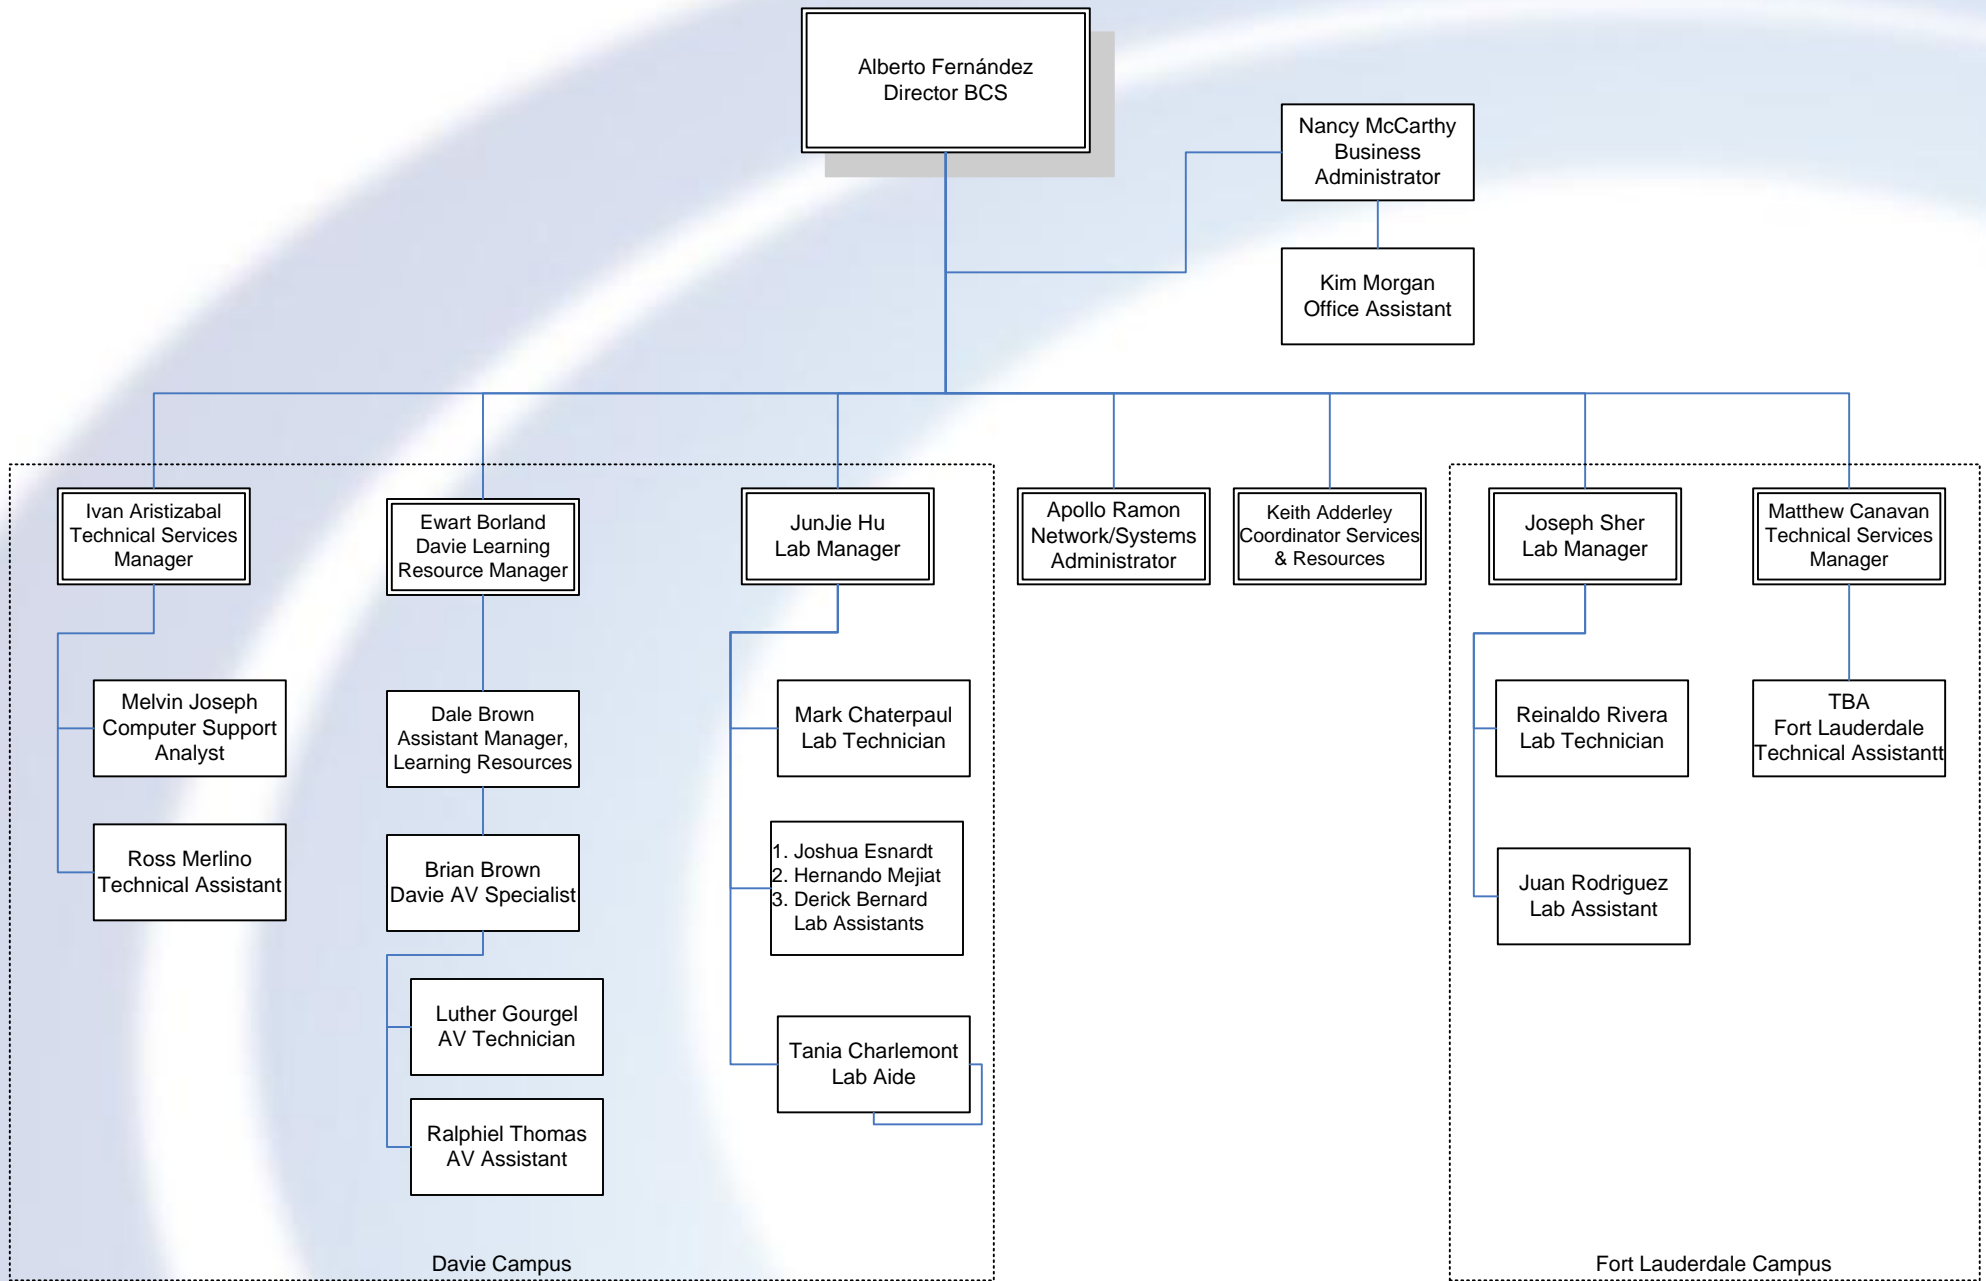 Alberto Fernández
Director BCS
Nancy McCarthy
Business
Administrator
Kim Morgan
Office Assistant
Ivan Aristizabal
Technical Services
Manager
Ewart Borland
Davie Learning
Resource Manager
JunJie Hu
Lab Manager
Apollo Ramon
Network/Systems
Administrator
Keith Adderley
Coordinator Services
& Resources
Joseph Sher
Lab Manager
Matthew Canavan
Technical Services
Manager
Melvin Joseph
Computer Support
Analyst
Ross Merlino
Technical Assistant
Dale Brown
Assistant Manager,
Learning Resources
Brian Brown
Davie AV Specialist
Luther Gourgel
AV Technician
Ralphiel Thomas
AV Assistant
Mark Chaterpaul
Lab Technician
1. Joshua Esnardt
2. Hernando Mejiat
3. Derick Bernard
Lab Assistants
Tania Charlemont
Lab Aide
Reinaldo Rivera
Lab Technician
Juan Rodriguez
Lab Assistant
TBA
Fort Lauderdale
Technical Assistantt
Davie Campus
Fort Lauderdale Campus